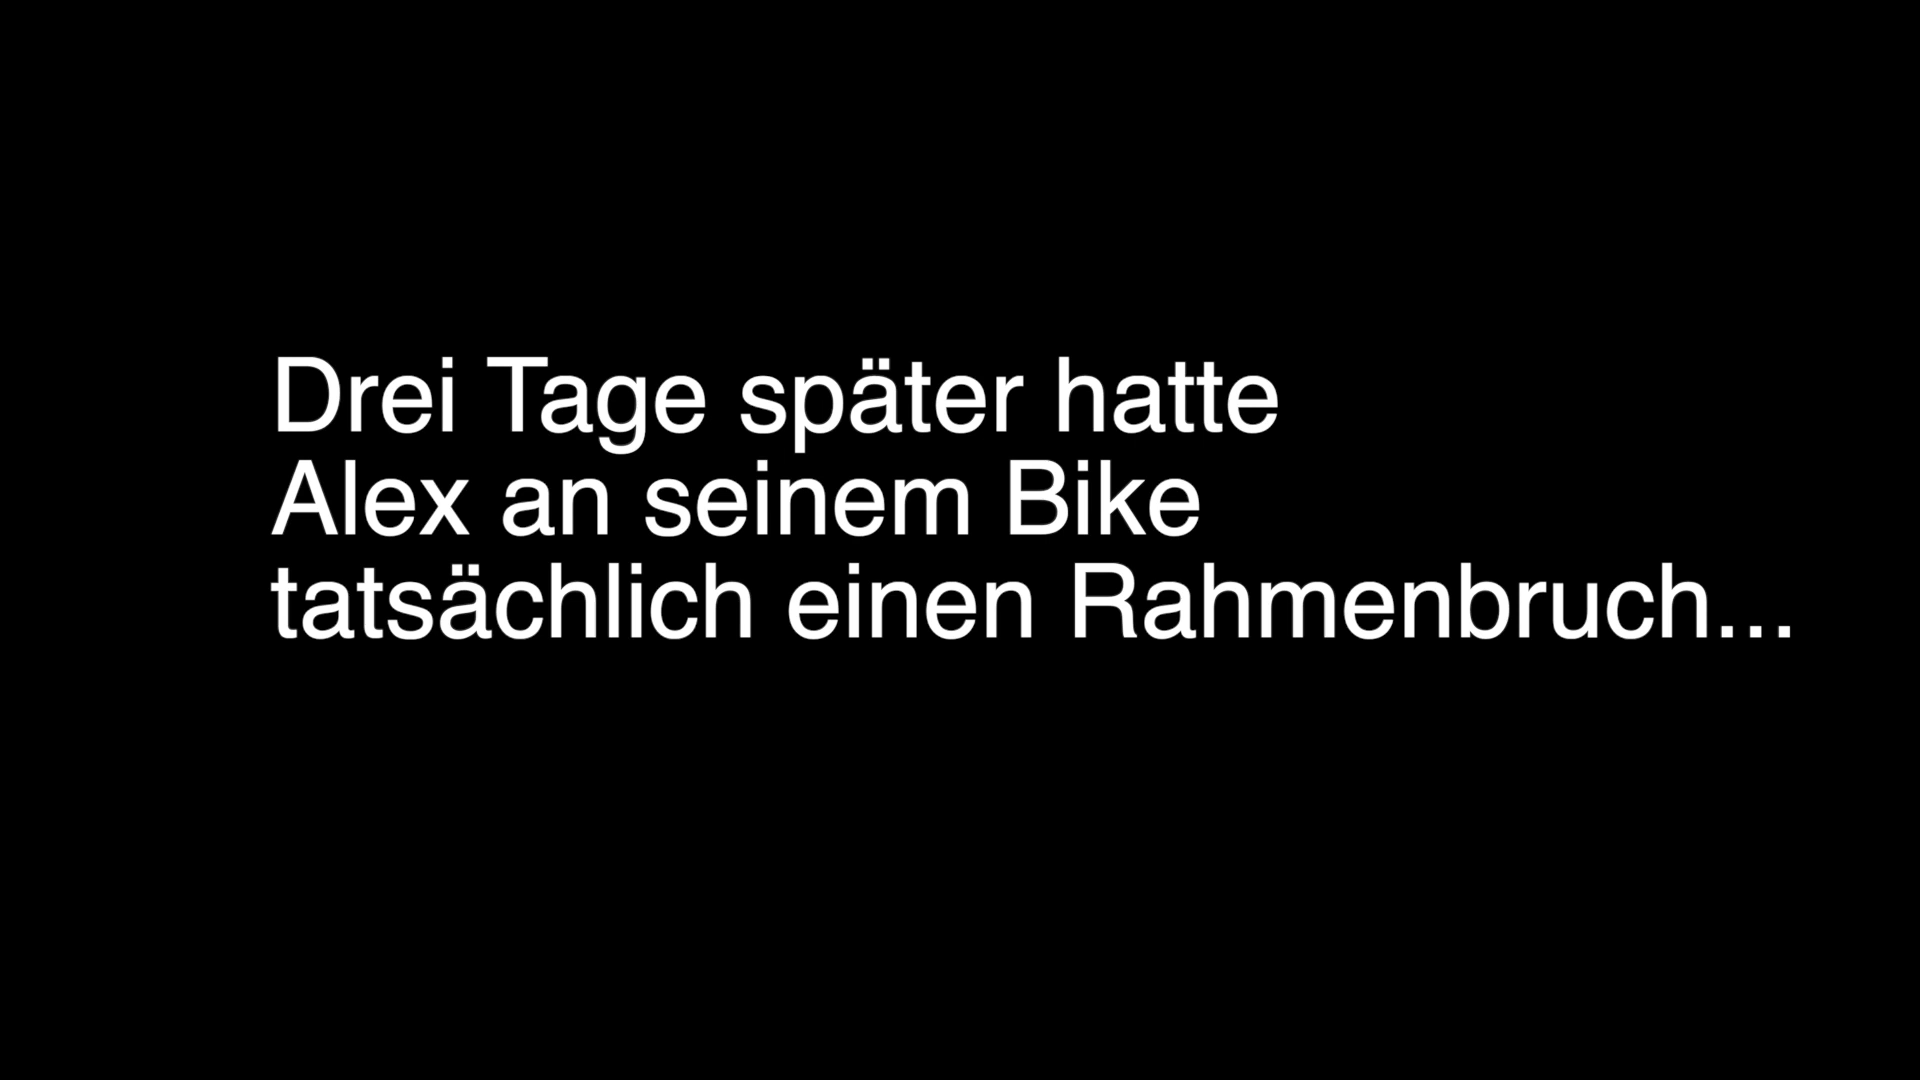 Drei Tage später hatte
Alex an seinem Bike
tatsächlich einen Rahmenbruch...